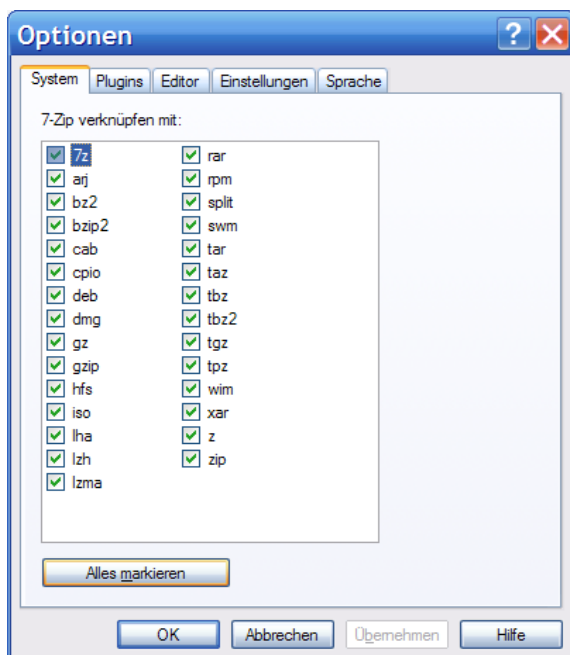 Optionen
System Plugins Editor Einstellungen Sprache
7-Zip verknüpfen mit:
7z
arj
bz2
bzip2
cab
cpio
deb
dmg
gz
gzip
hfs
iso
lha
lzh
lzma
rar
rpm
split
swm
tar
taz
tbz
tbz2
tgz
tpz
wim
xar
z
zip
Alles markieren
OK Abbrechen Übernehmen Hilfe